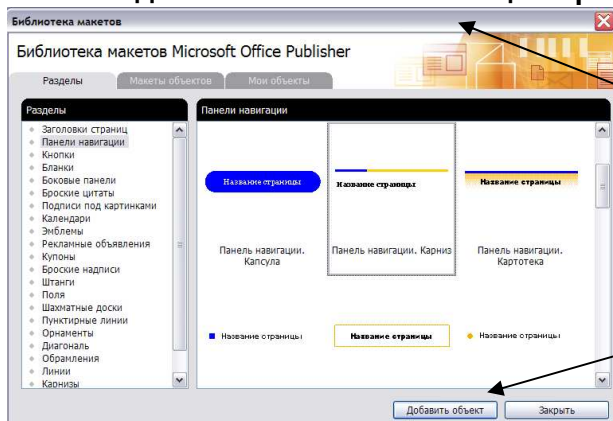 Библиотека макетов
Библиотека макетов Microsoft Office Publisher
Разделы
Макеты объектов
Мои объекты
Разделы
Заголовки страниц
Панели навигации
Кнопки
Бланки
Боковые панели
Броские цитаты
Подписи под картинками
Календари
Эмблемы
Рекламные объявления
Купоны
Броские надписи
Штанги
Поля
Шахматные доски
Пунктирные линии
Орнаменты
Диагональ
Обрамления
Линии
Карнизы
Панели навигации
Название страницы
Название страницы
Название страницы
Панель навигации.
Капсула
Панель навигации. Карниз
Панель навигации.
Картотека
Название страницы
Название страницы
Название страницы
Добавить объект
Закрыть